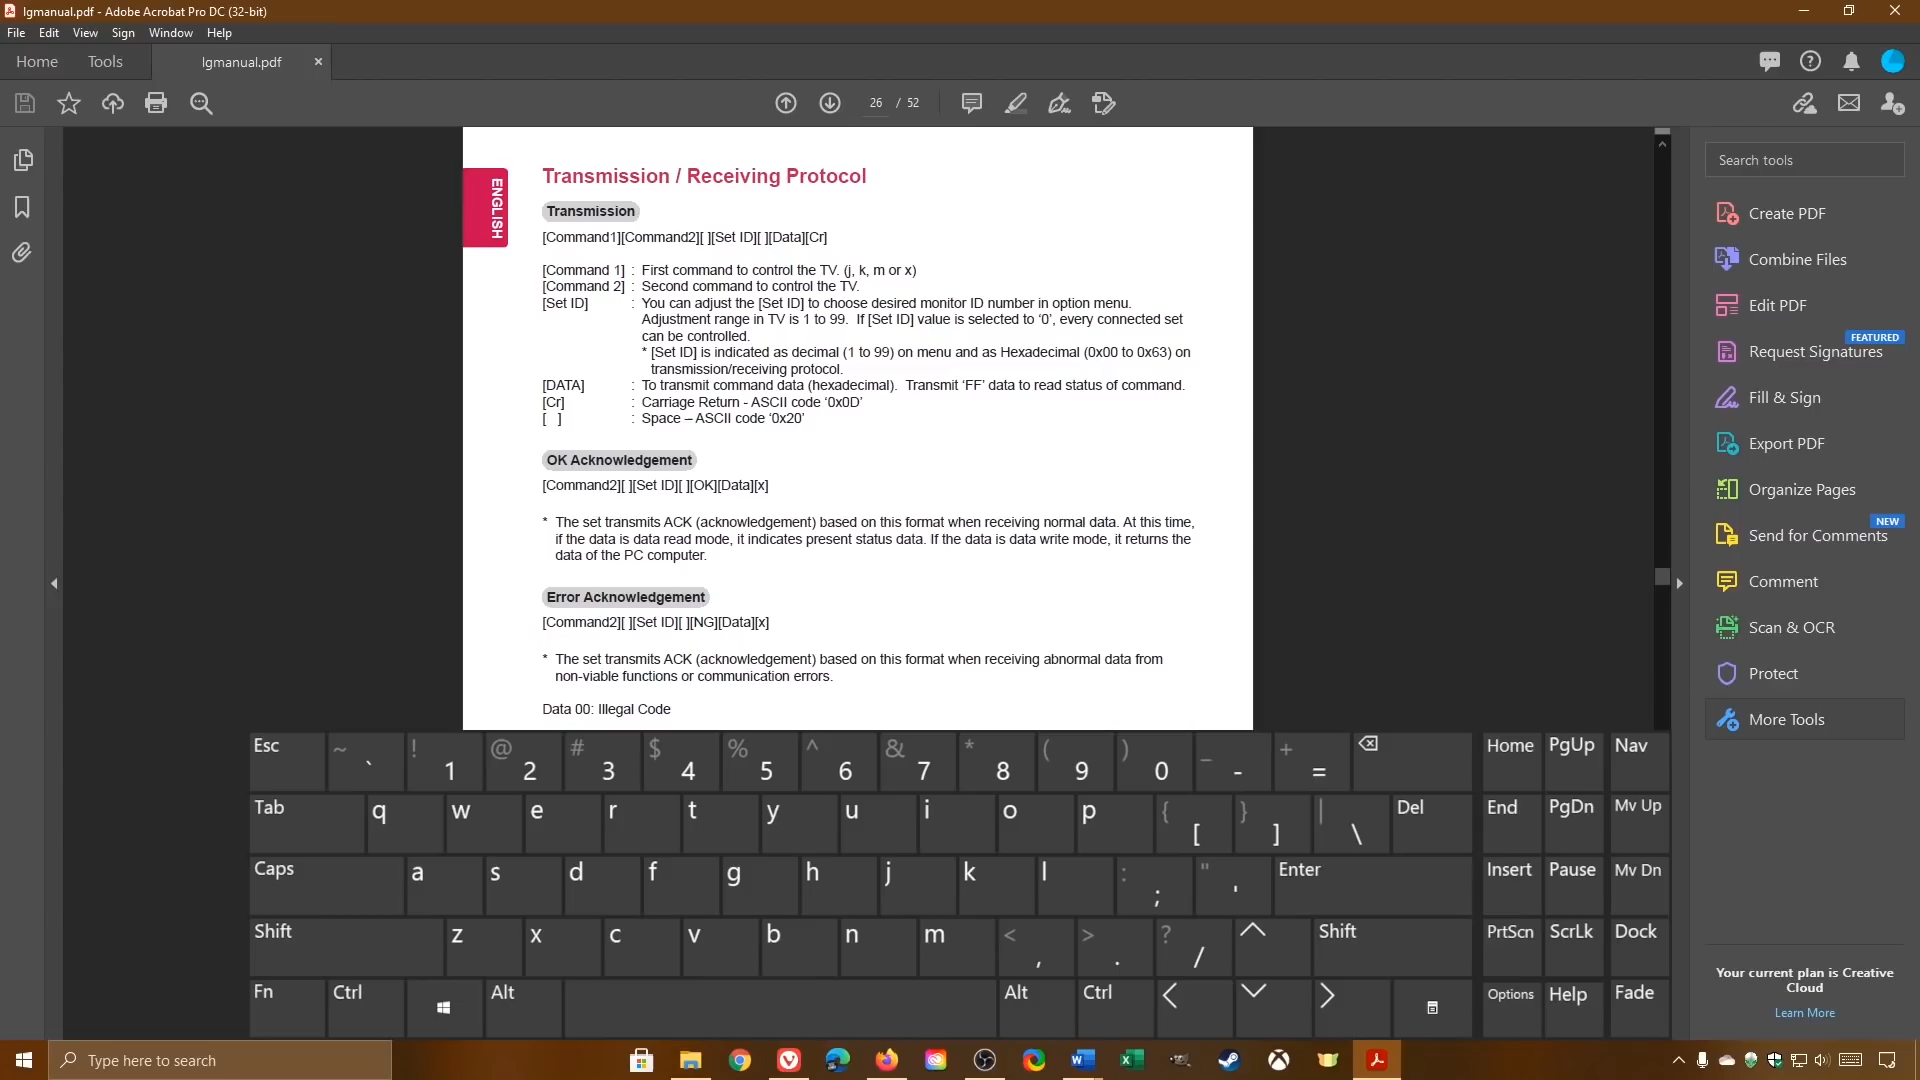 lgmanual.pdf - Adobe Acrobat Pro DC (32-bit)
File Edit View Sign Window Help
Home Tools lgmanual.pdf ×
26 / 52
ENGLISH
Transmission / Receiving Protocol
Transmission
[Command1][Command2][ ][Set ID][ ][Data][Cr]
[Command 1] : First command to control the TV. (j, k, m or x)
[Command 2] : Second command to control the TV.
[Set ID] : You can adjust the [Set ID] to choose desired monitor ID number in option menu.
Adjustment range in TV is 1 to 99. If [Set ID] value is selected to ‘0’, every connected set
can be controlled.
* [Set ID] is indicated as decimal (1 to 99) on menu and as Hexadecimal (0x00 to 0x63) on
transmission/receiving protocol.
[DATA] : To transmit command data (hexadecimal). Transmit ‘FF’ data to read status of command.
[Cr] : Carriage Return - ASCII code ‘0x0D’
[ ] : Space – ASCII code ‘0x20’
OK Acknowledgement
[Command2][ ][Set ID][ ][OK][Data][x]
* The set transmits ACK (acknowledgement) based on this format when receiving normal data. At this time,
if the data is data read mode, it indicates present status data. If the data is data write mode, it returns the
data of the PC computer.
Error Acknowledgement
[Command2][ ][Set ID][ ][NG][Data][x]
* The set transmits ACK (acknowledgement) based on this format when receiving abnormal data from
non-viable functions or communication errors.
Data 00: Illegal Code
Search tools
Create PDF
Combine Files
Edit PDF
FEATURED
Request Signatures
Fill & Sign
Export PDF
Organize Pages
NEW
Send for Comments
Comment
Scan & OCR
Protect
More Tools
Your current plan is Creative
Cloud
Learn More
Esc ~ ` ! 1 @ 2 # 3 $ 4 % 5 ^ 6 & 7 * 8 ( 9 ) 0 _ - + = Home PgUp Nav
Tab q w e r t y u i o p { [ } ] | \ Del End PgDn Mv Up
Caps a s d f g h j k l : ; " ' Enter Insert Pause Mv Dn
Shift z x c v b n m < , > . ? / Shift PrtScn ScrLk Dock
Fn Ctrl Alt Alt Ctrl Options Help Fade
Type here to search